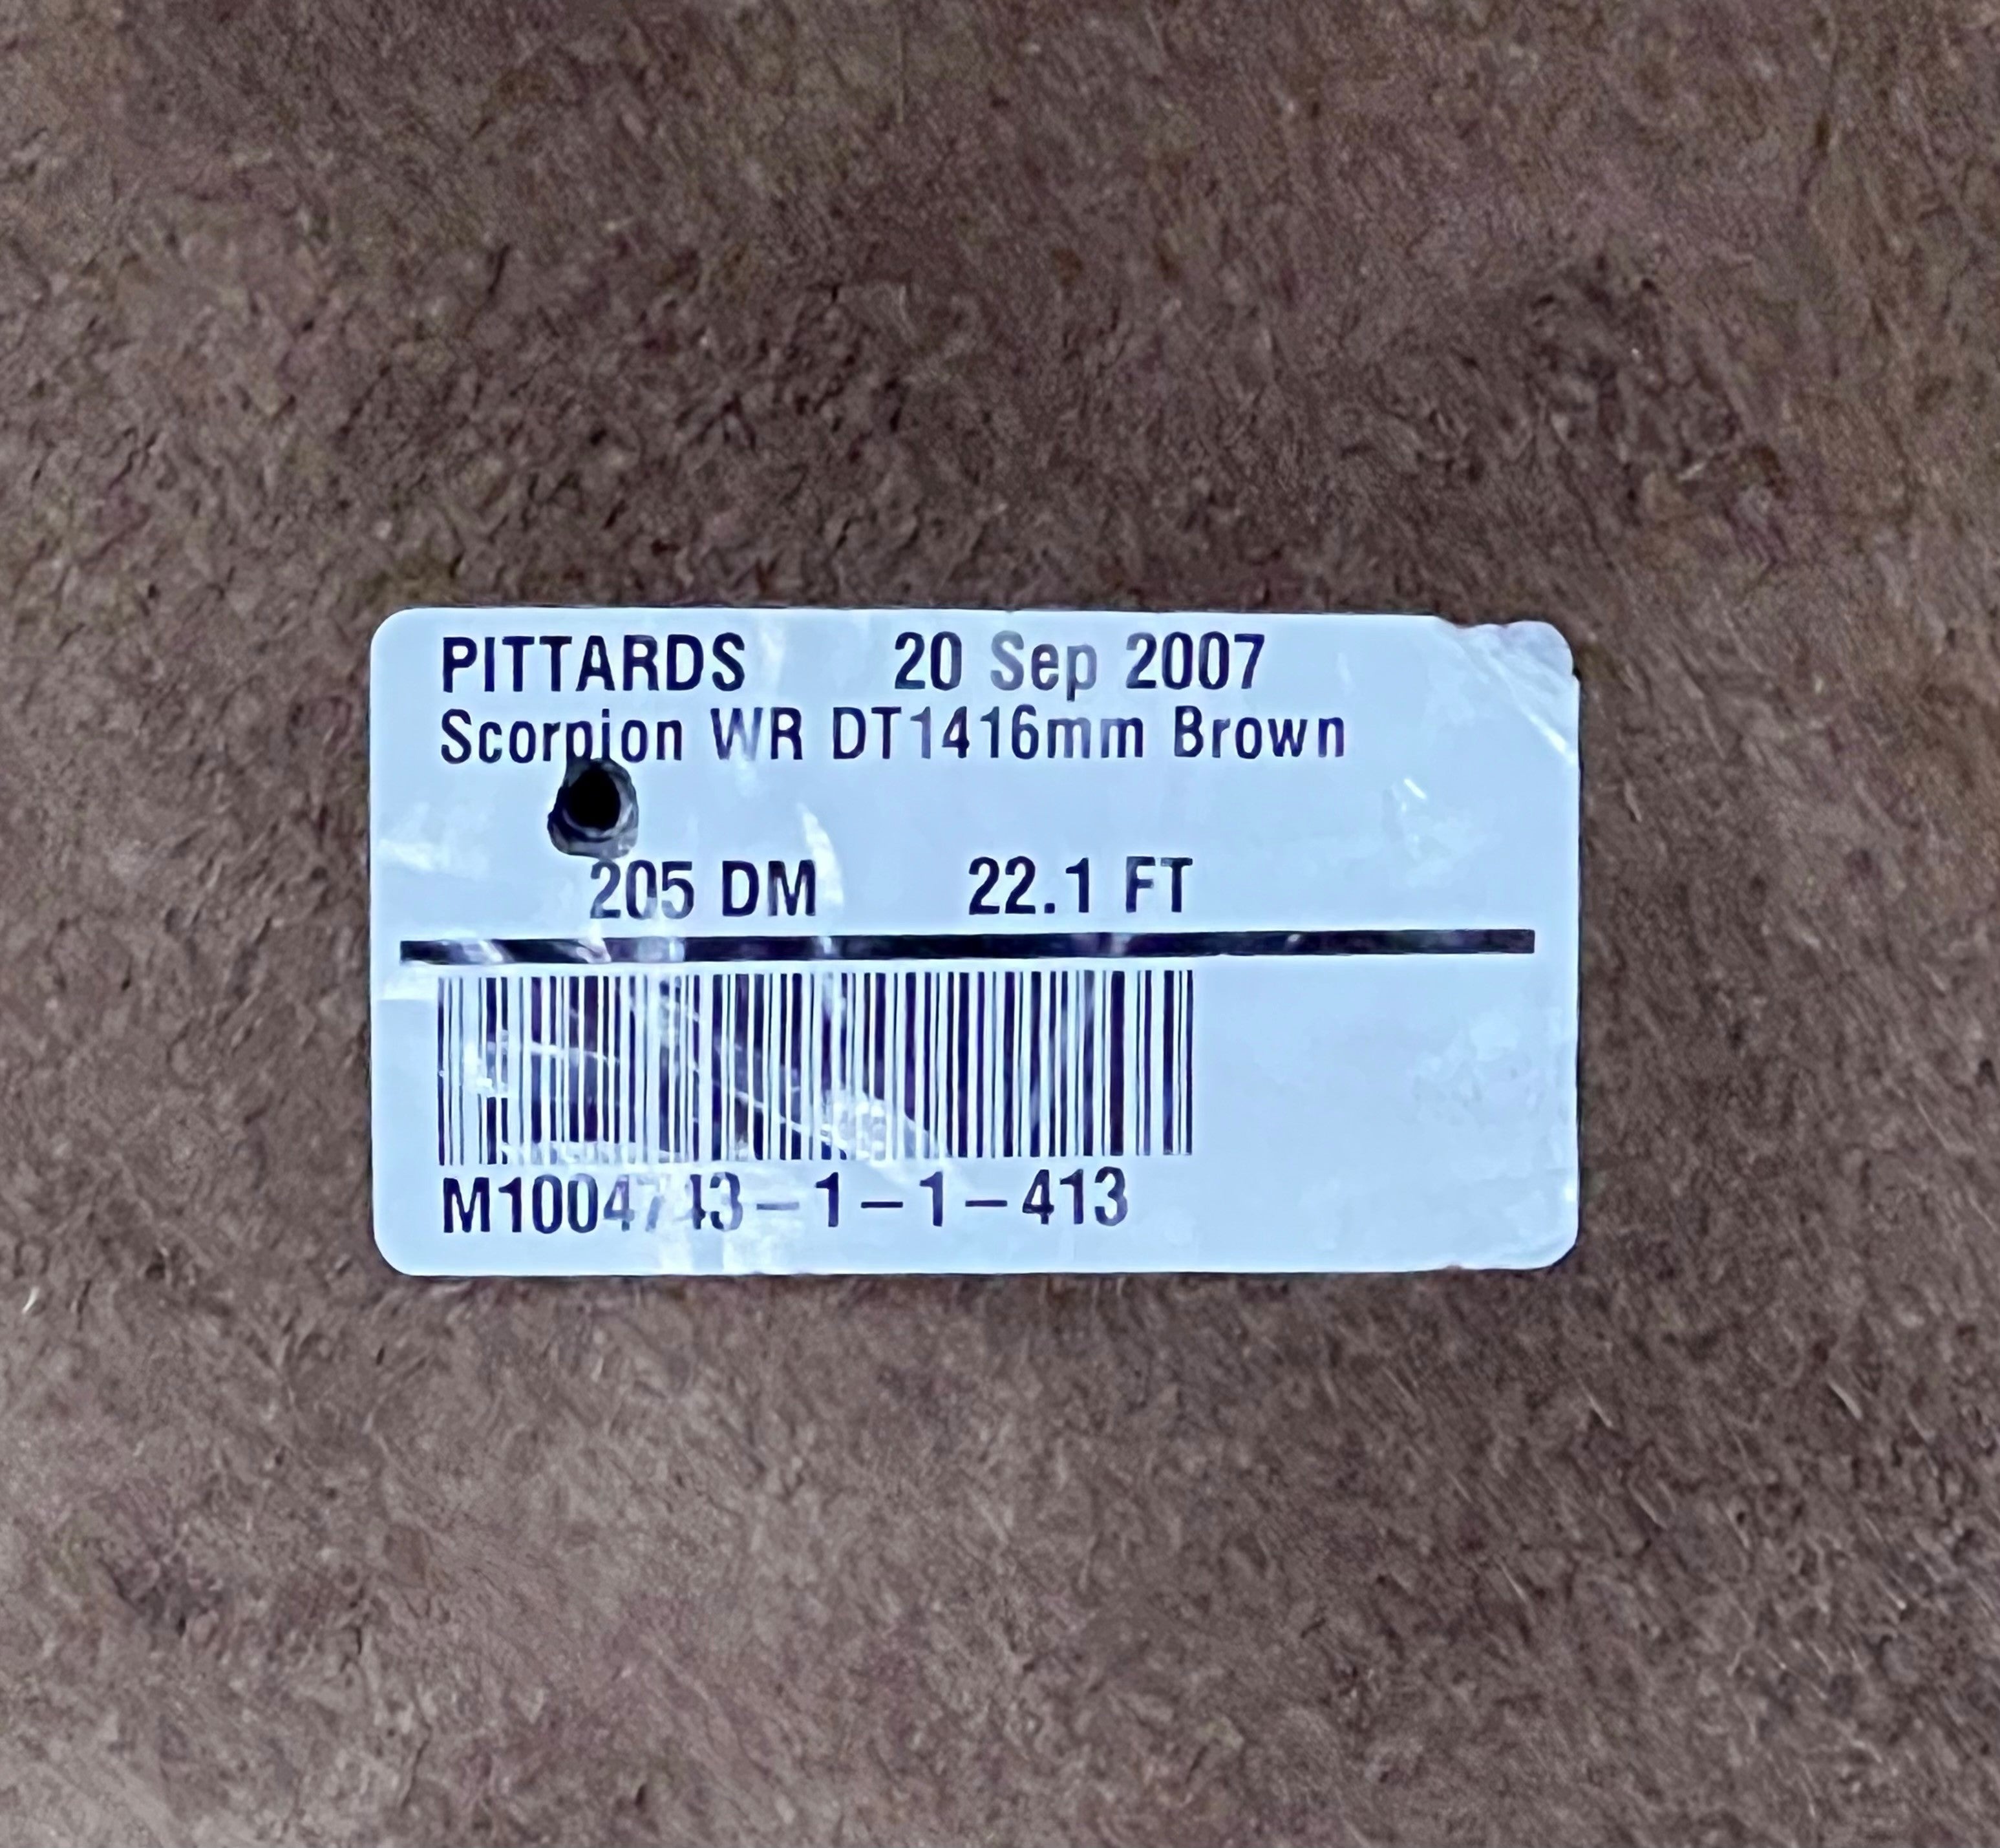 PITTARDS 20 Sep 2007
Scorpion WR DT1416mm Brown
205 DM 22.1 FT